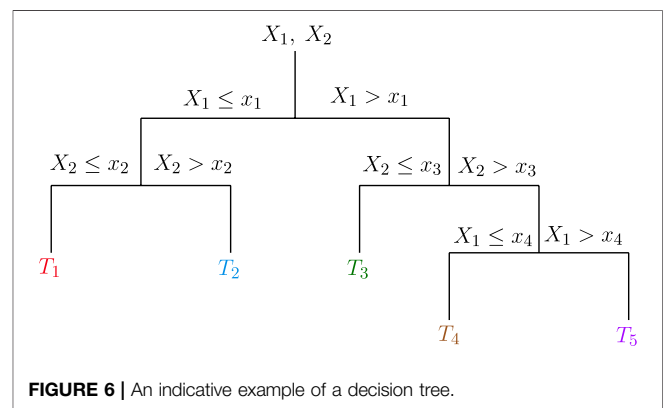 X₁, X₂
X₁ ≤ x₁ X₁ > x₁
X₂ ≤ x₂ X₂ > x₂ X₂ ≤ x₃ X₂ > x₃
X₁ ≤ x₄ X₁ > x₄
T₁ T₂ T₃
T₄ T₅
FIGURE 6 | An indicative example of a decision tree.